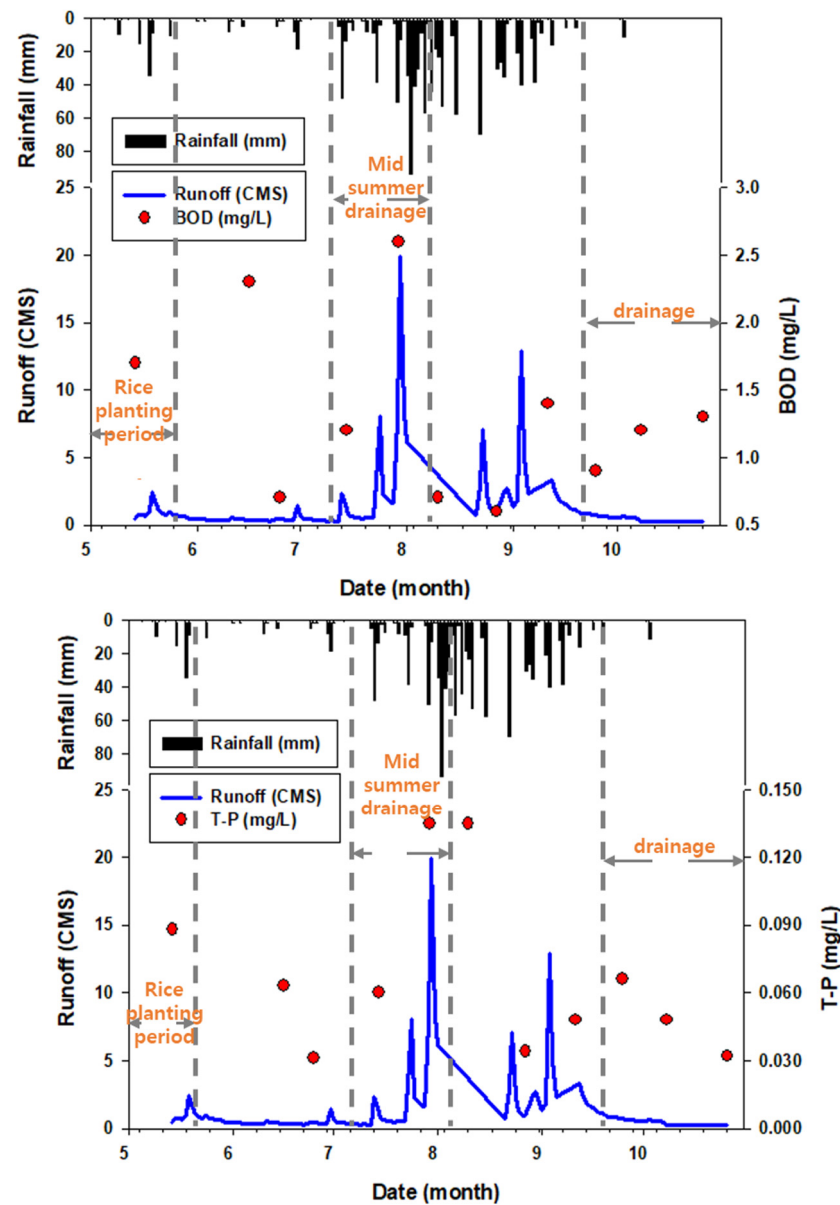 0
20
40
60
80
Rainfall (mm)
Rainfall (mm)
Runoff (CMS)
BOD (mg/L)
Mid
summer
drainage
drainage
Rice
planting
period
25
20
15
10
5
0
Runoff (CMS)
3.0
2.5
2.0
1.5
1.0
0.5
BOD (mg/L)
5 6 7 8 9 10
Date (month)
0
20
40
60
80
Rainfall (mm)
Rainfall (mm)
Runoff (CMS)
T-P (mg/L)
Mid
summer
drainage
drainage
Rice
planting
period
25
20
15
10
5
0
Runoff (CMS)
0.150
0.120
0.090
0.060
0.030
0.000
T-P (mg/L)
5 6 7 8 9 10
Date (month)